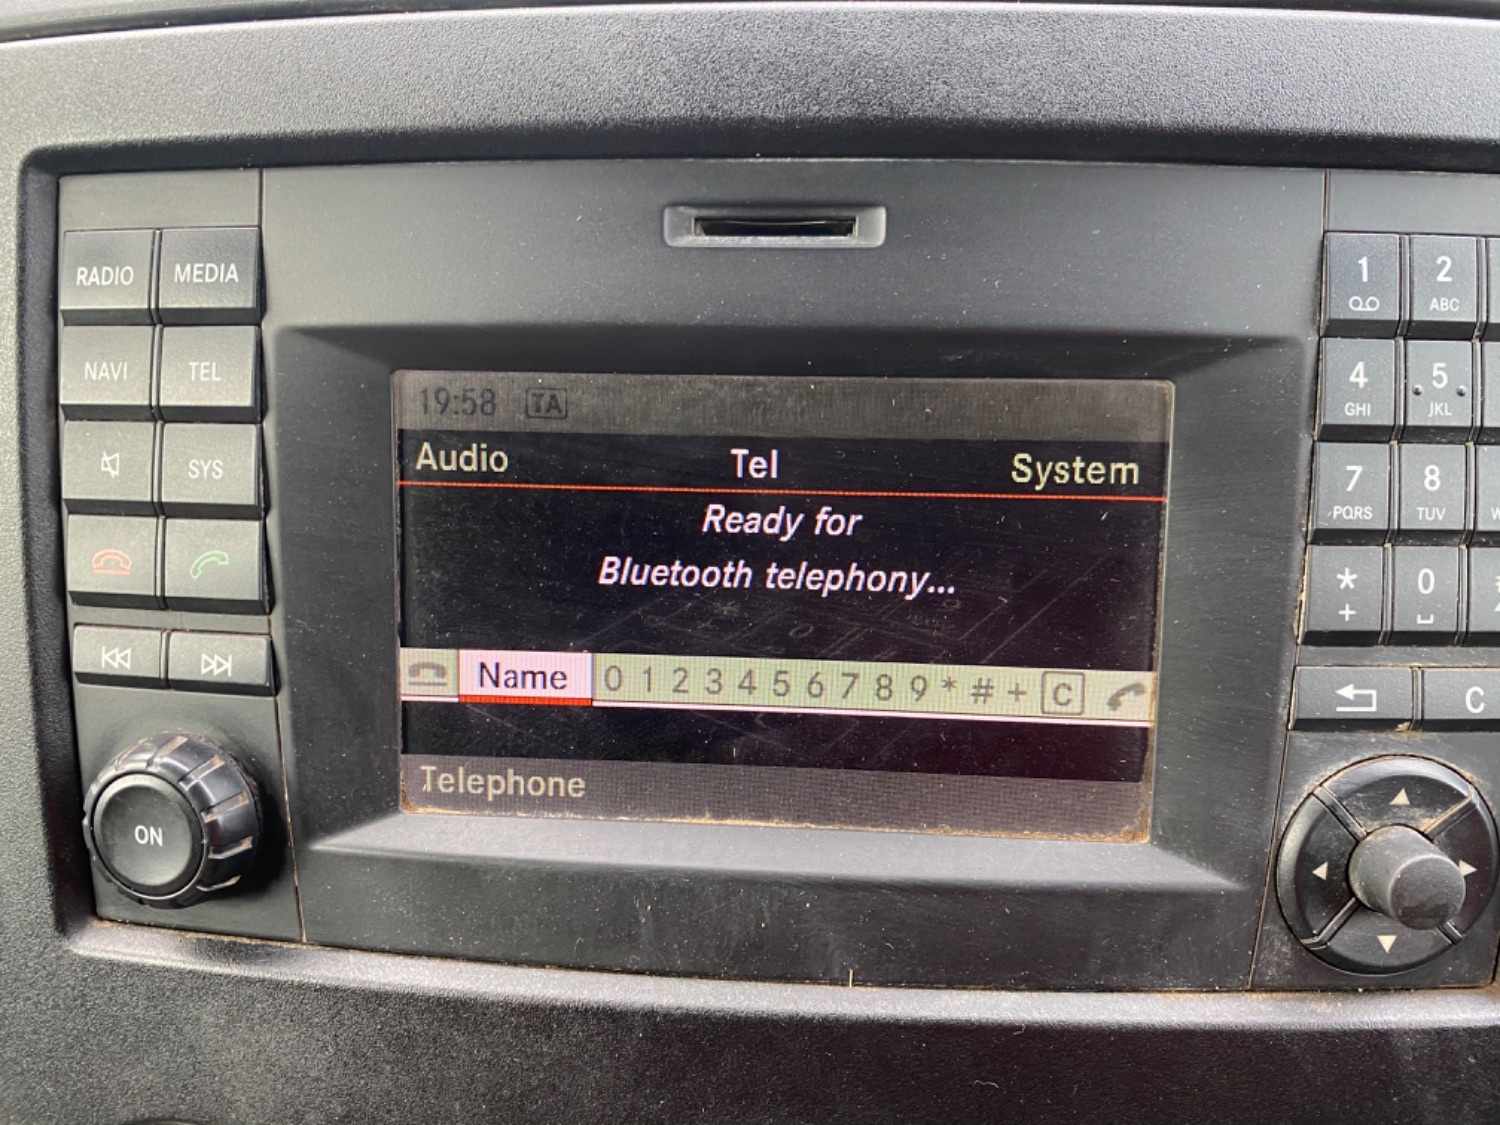 RADIO MEDIA
NAVI TEL
SYS
ON
19:58 TA
Audio Tel System
Ready for
Bluetooth telephony...
Name 0 1 2 3 4 5 6 7 8 9 * # + C
Telephone
1 2
ABC
4 5
GHI JKL
7 8
PQRS TUV
* 0
+
C